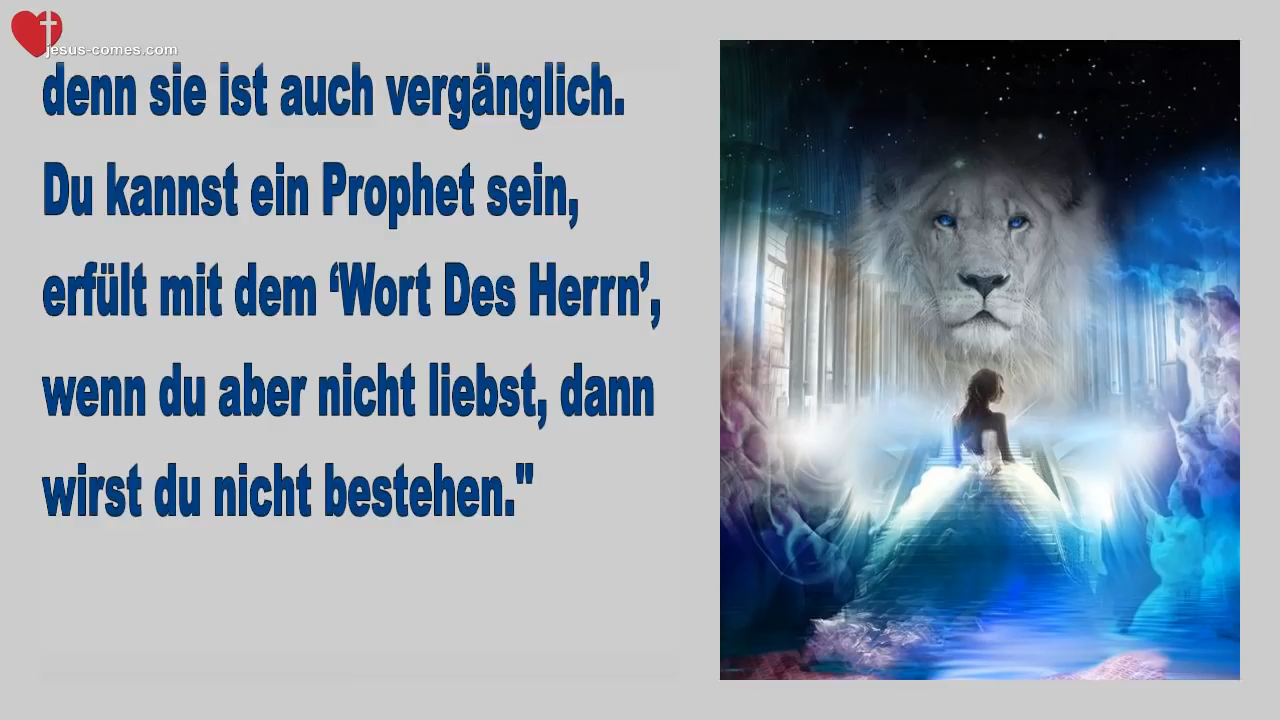 jesus-comes.com
denn sie ist auch vergänglich.
Du kannst ein Prophet sein,
erfült mit dem ‘Wort Des Herrn’,
wenn du aber nicht liebst, dann
wirst du nicht bestehen."